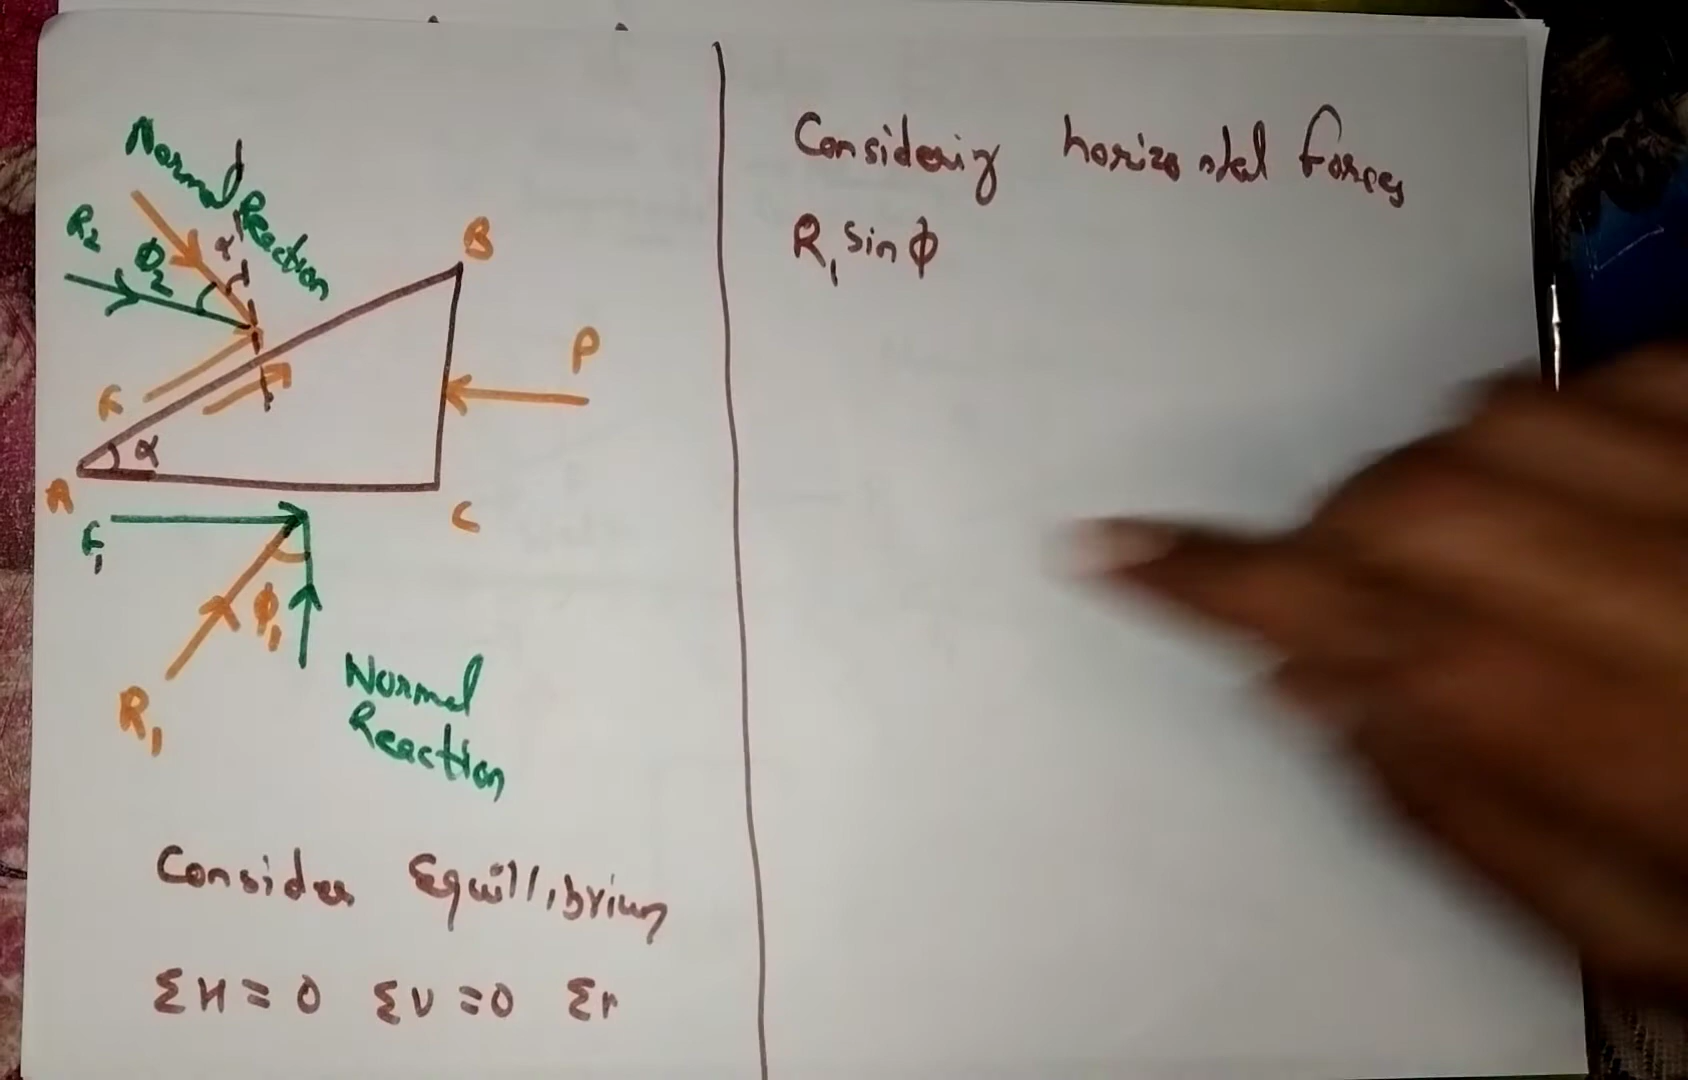 Normal
Reaction
R2
Φ2
α
B
P
F
α
A
C
F1
Φ1
R1
Normal
Reaction
Consider Equillibrium
ΣH = 0 ΣV = 0 Σ
Considering horizontal forces
R1 sin Φ